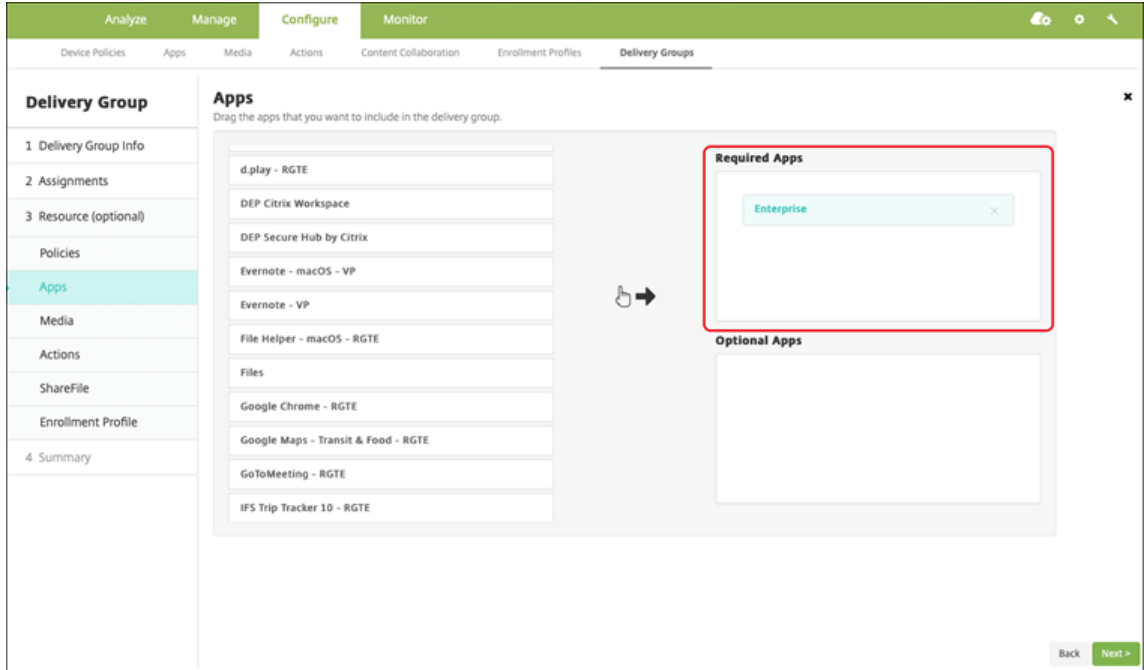 Analyze Manage Configure Monitor
Device Policies Apps Media Actions Content Collaboration Enrollment Profiles Delivery Groups
Delivery Group
1 Delivery Group Info
2 Assignments
3 Resource (optional)
Policies
Apps
Media
Actions
ShareFile
Enrollment Profile
4 Summary
Apps
Drag the apps that you want to include in the delivery group.
d.play - RGTE
DEP Citrix Workspace
DEP Secure Hub by Citrix
Evernote - macOS - VP
Evernote - VP
File Helper - macOS - RGTE
Files
Google Chrome - RGTE
Google Maps - Transit & Food - RGTE
GoToMeeting - RGTE
IFS Trip Tracker 10 - RGTE
Required Apps
Enterprise
Optional Apps
Back Next >